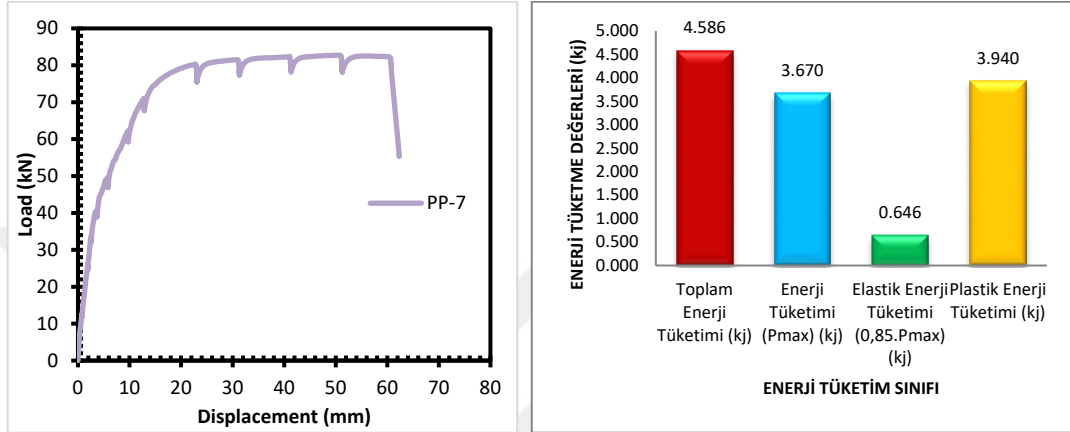 90
80
70
60
50
40
30
20
10
0
Load (kN)
PP-7
0 10 20 30 40 50 60 70 80
Displacement (mm)
ENERJİ TÜKETME DEĞERLERİ (kj)
5.000
4.500
4.000
3.500
3.000
2.500
2.000
1.500
1.000
0.500
0.000
4.586
3.670
0.646
3.940
Toplam
Enerji
Tüketimi (kj)
Enerji
Tüketimi
(Pmax) (kj)
Elastik Enerji
Tüketimi
(0,85.Pmax)
(kj)
Plastik Enerji
Tüketimi (kj)
ENERJİ TÜKETİM SINIFI